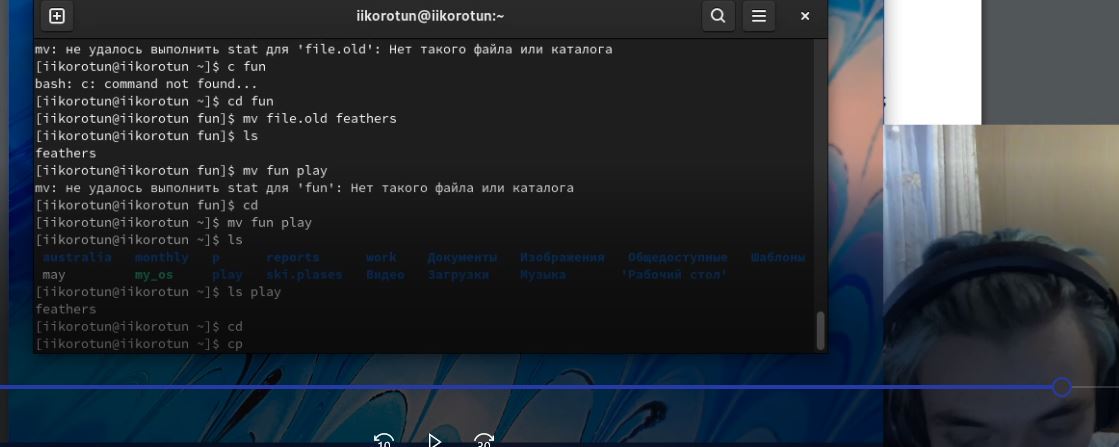 iikorotun@iikorotun:~
mv: не удалось выполнить stat для 'file.old': Нет такого файла или каталога
[iikorotun@iikorotun ~]$ c fun
bash: c: command not found...
[iikorotun@iikorotun ~]$ cd fun
[iikorotun@iikorotun fun]$ mv file.old feathers
[iikorotun@iikorotun fun]$ ls
feathers
[iikorotun@iikorotun fun]$ mv fun play
mv: не удалось выполнить stat для 'fun': Нет такого файла или каталога
[iikorotun@iikorotun fun]$ cd
[iikorotun@iikorotun ~]$ mv fun play
[iikorotun@iikorotun ~]$ ls
australia monthly p reports work Документы Изображения Общедоступные Шаблоны
may my_os play ski.plases Видео Загрузки Музыка 'Рабочий стол'
[iikorotun@iikorotun ~]$ ls play
feathers
[iikorotun@iikorotun ~]$ cd
[iikorotun@iikorotun ~]$ cp
10 30